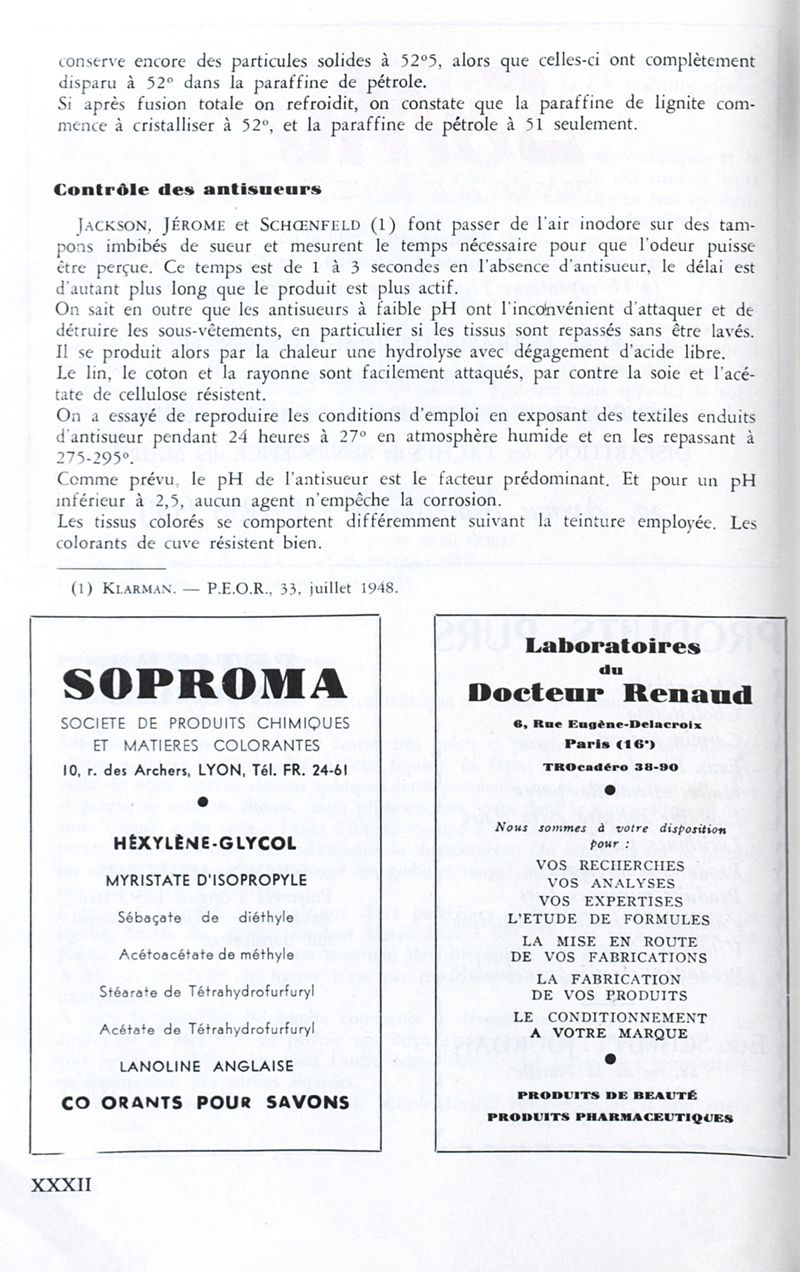 conserve encore des particules solides à 52°5, alors que celles-ci ont complètement
disparu à 52° dans la paraffine de pétrole.
Si après fusion totale on refroidit, on constate que la paraffine de lignite com-
mence à cristalliser à 52°, et la paraffine de pétrole à 51 seulement.
Contrôle des antisueurs
JACKSON, JÉROME et SCHŒNFELD (1) font passer de l'air inodore sur des tam-
pons imbibés de sueur et mesurent le temps nécessaire pour que l'odeur puisse
être perçue. Ce temps est de 1 à 3 secondes en l'absence d'antisueur, le délai est
d'autant plus long que le produit est plus actif.
On sait en outre que les antisueurs à faible pH ont l'inconvénient d'attaquer et de
détruire les sous-vêtements, en particulier si les tissus sont repassés sans être lavés.
Il se produit alors par la chaleur une hydrolyse avec dégagement d'acide libre.
Le lin, le coton et la rayonne sont facilement attaqués, par contre la soie et l'acé-
tate de cellulose résistent.
On a essayé de reproduire les conditions d'emploi en exposant des textiles enduits
d'antisueur pendant 24 heures à 27° en atmosphère humide et en les repassant à
275-295°.
Comme prévu, le pH de l'antisueur est le facteur prédominant. Et pour un pH
inférieur à 2,5, aucun agent n'empêche la corrosion.
Les tissus colorés se comportent différemment suivant la teinture employée. Les
colorants de cuve résistent bien.
(1) KLARMAN. — P.E.O.R., 33, juillet 1948.
SOPROMA
SOCIETE DE PRODUITS CHIMIQUES
ET MATIERES COLORANTES
10, r. des Archers, LYON, Tél. FR. 24-61
●
HÉXYLÈNE-GLYCOL
MYRISTATE D'ISOPROPYLE
Sébaçate de diéthyle
Acétoacétate de méthyle
Stéarate de Tétrahydrofurfuryl
Acétate de Tétrahydrofurfuryl
LANOLINE ANGLAISE
CO ORANTS POUR SAVONS
Laboratoires
du
Docteur Renaud
6, Rue Eugène-Delacroix
Paris (16e)
TROcadéro 38-90
●
Nous sommes à votre disposition
pour :
VOS RECHERCHES
VOS ANALYSES
VOS EXPERTISES
L'ETUDE DE FORMULES
LA MISE EN ROUTE
DE VOS FABRICATIONS
LA FABRICATION
DE VOS PRODUITS
LE CONDITIONNEMENT
A VOTRE MARQUE
●
PRODUITS DE BEAUTÉ
PRODUITS PHARMACEUTIQUES
XXXII